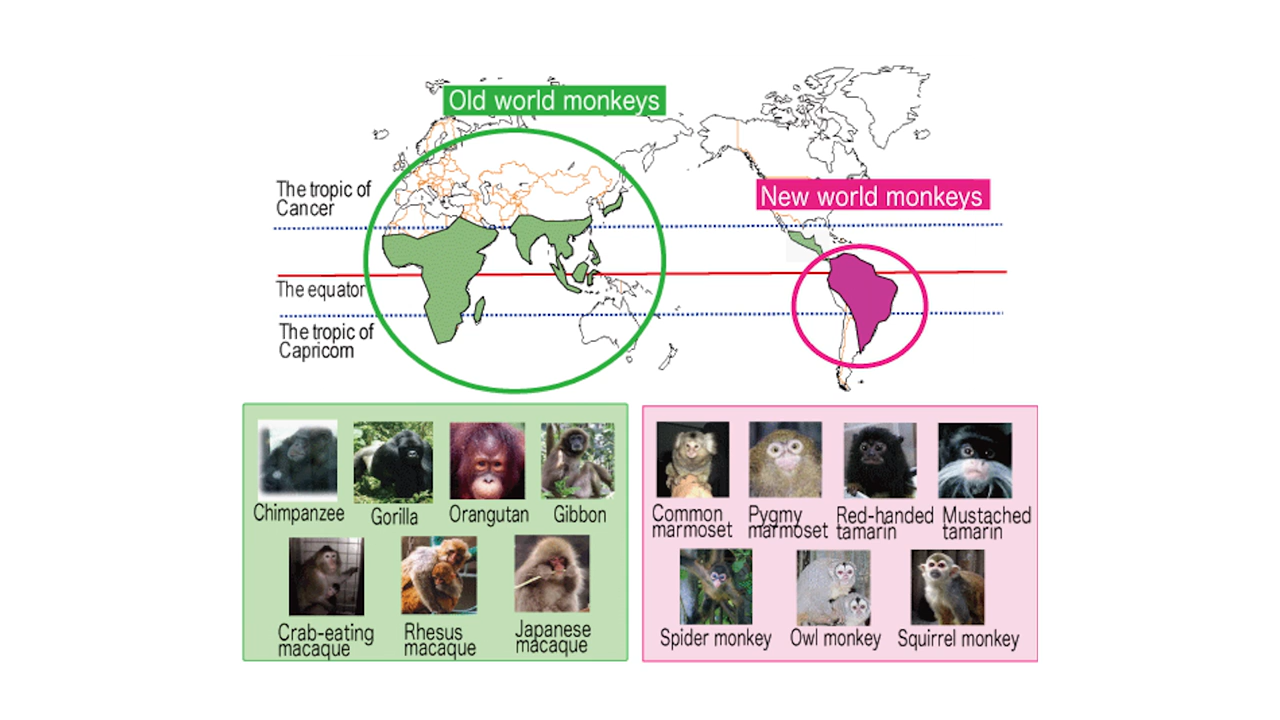 Old world monkeys
The tropic of
Cancer
New world monkeys
The equator
The tropic of
Capricorn
Chimpanzee
Gorilla
Orangutan
Gibbon
Crab-eating
macaque
Rhesus
macaque
Japanese
macaque
Common
marmoset
Pygmy
marmoset
Red-handed
tamarin
Mustached
tamarin
Spider monkey
Owl monkey
Squirrel monkey